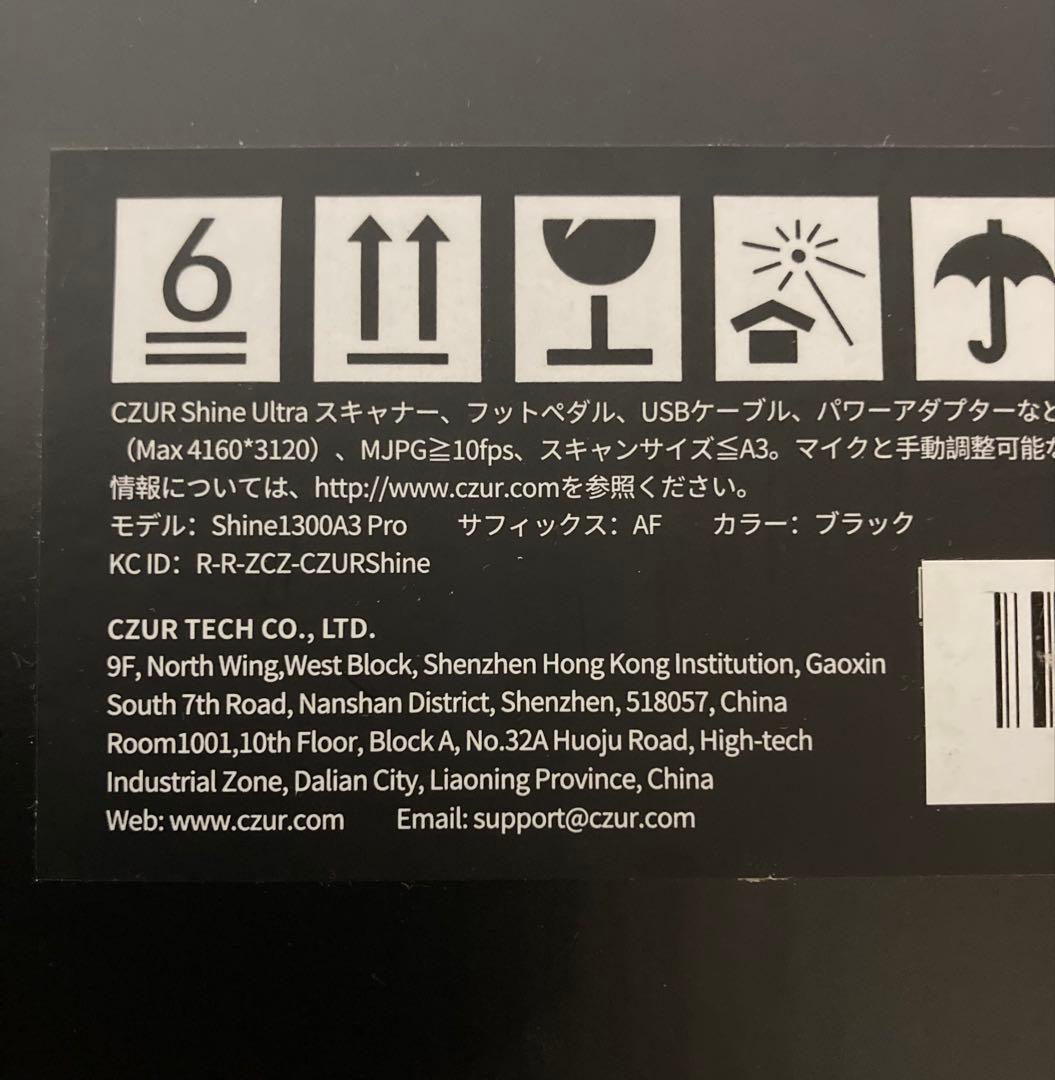 6
CZUR Shine Ultra スキャナー、フットペダル、USBケーブル、パワーアダプターなど
（Max 4160*3120）、MJPG≧10fps、スキャンサイズ≦A3。マイクと手動調整可能な
情報については、http://www.czur.comを参照ください。
モデル：Shine1300A3 Pro サフィックス：AF カラー：ブラック
KC ID：R-R-ZCZ-CZURShine
CZUR TECH CO., LTD.
9F, North Wing,West Block, Shenzhen Hong Kong Institution, Gaoxin
South 7th Road, Nanshan District, Shenzhen, 518057, China
Room1001,10th Floor, Block A, No.32A Huoju Road, High-tech
Industrial Zone, Dalian City, Liaoning Province, China
Web: www.czur.com Email: support@czur.com